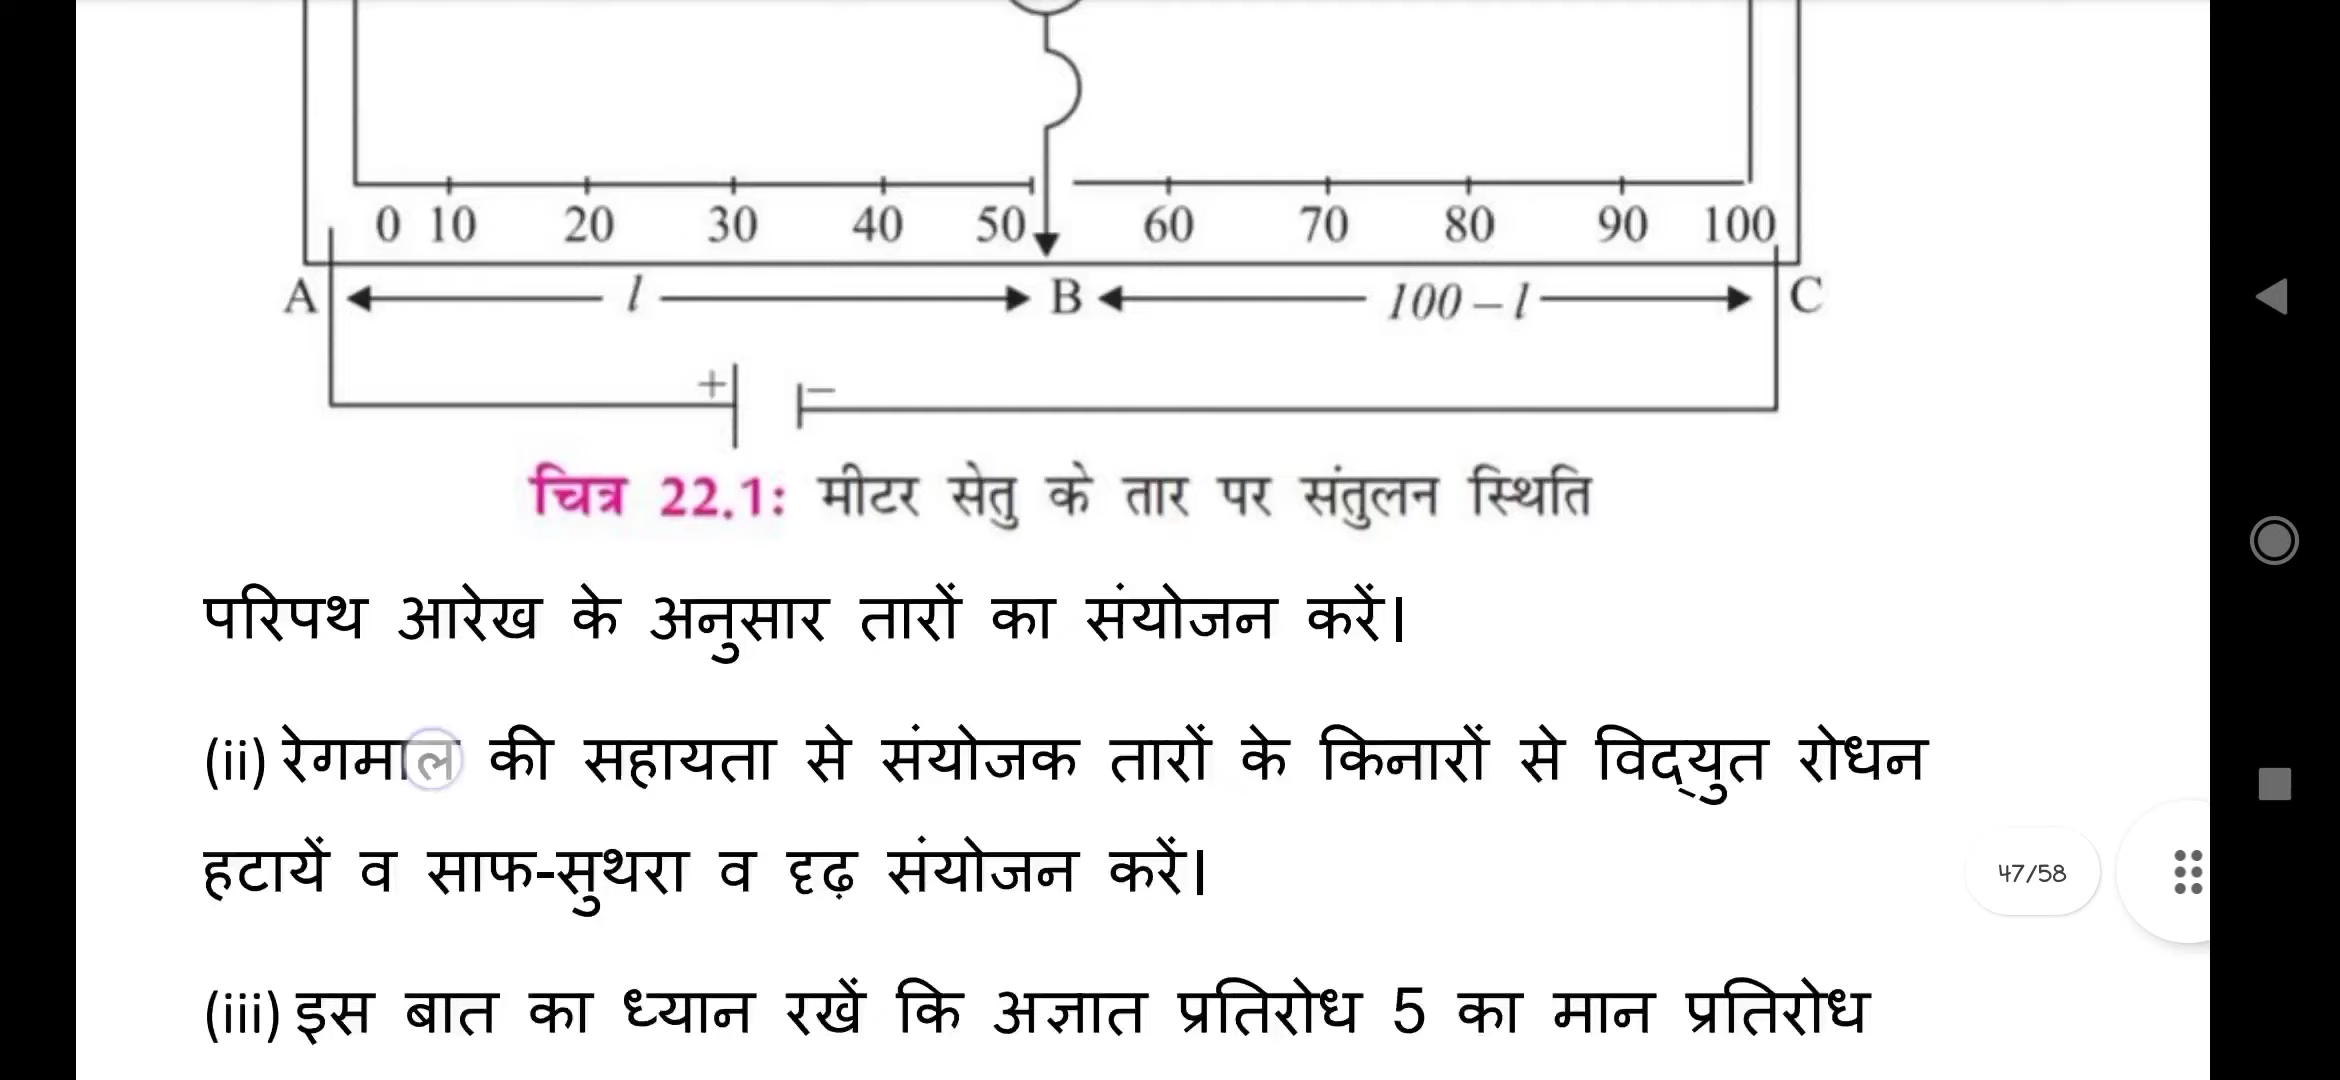 0 10 20 30 40 50 60 70 80 90 100
A l B 100 – l C
+ –
चित्र 22.1: मीटर सेतु के तार पर संतुलन स्थिति
परिपथ आरेख के अनुसार तारों का संयोजन करें।
(ii) रेगमाल की सहायता से संयोजक तारों के किनारों से विद्युत रोधन
हटायें व साफ-सुथरा व दृढ़ संयोजन करें।
47/58
(iii) इस बात का ध्यान रखें कि अज्ञात प्रतिरोध 5 का मान प्रतिरोध